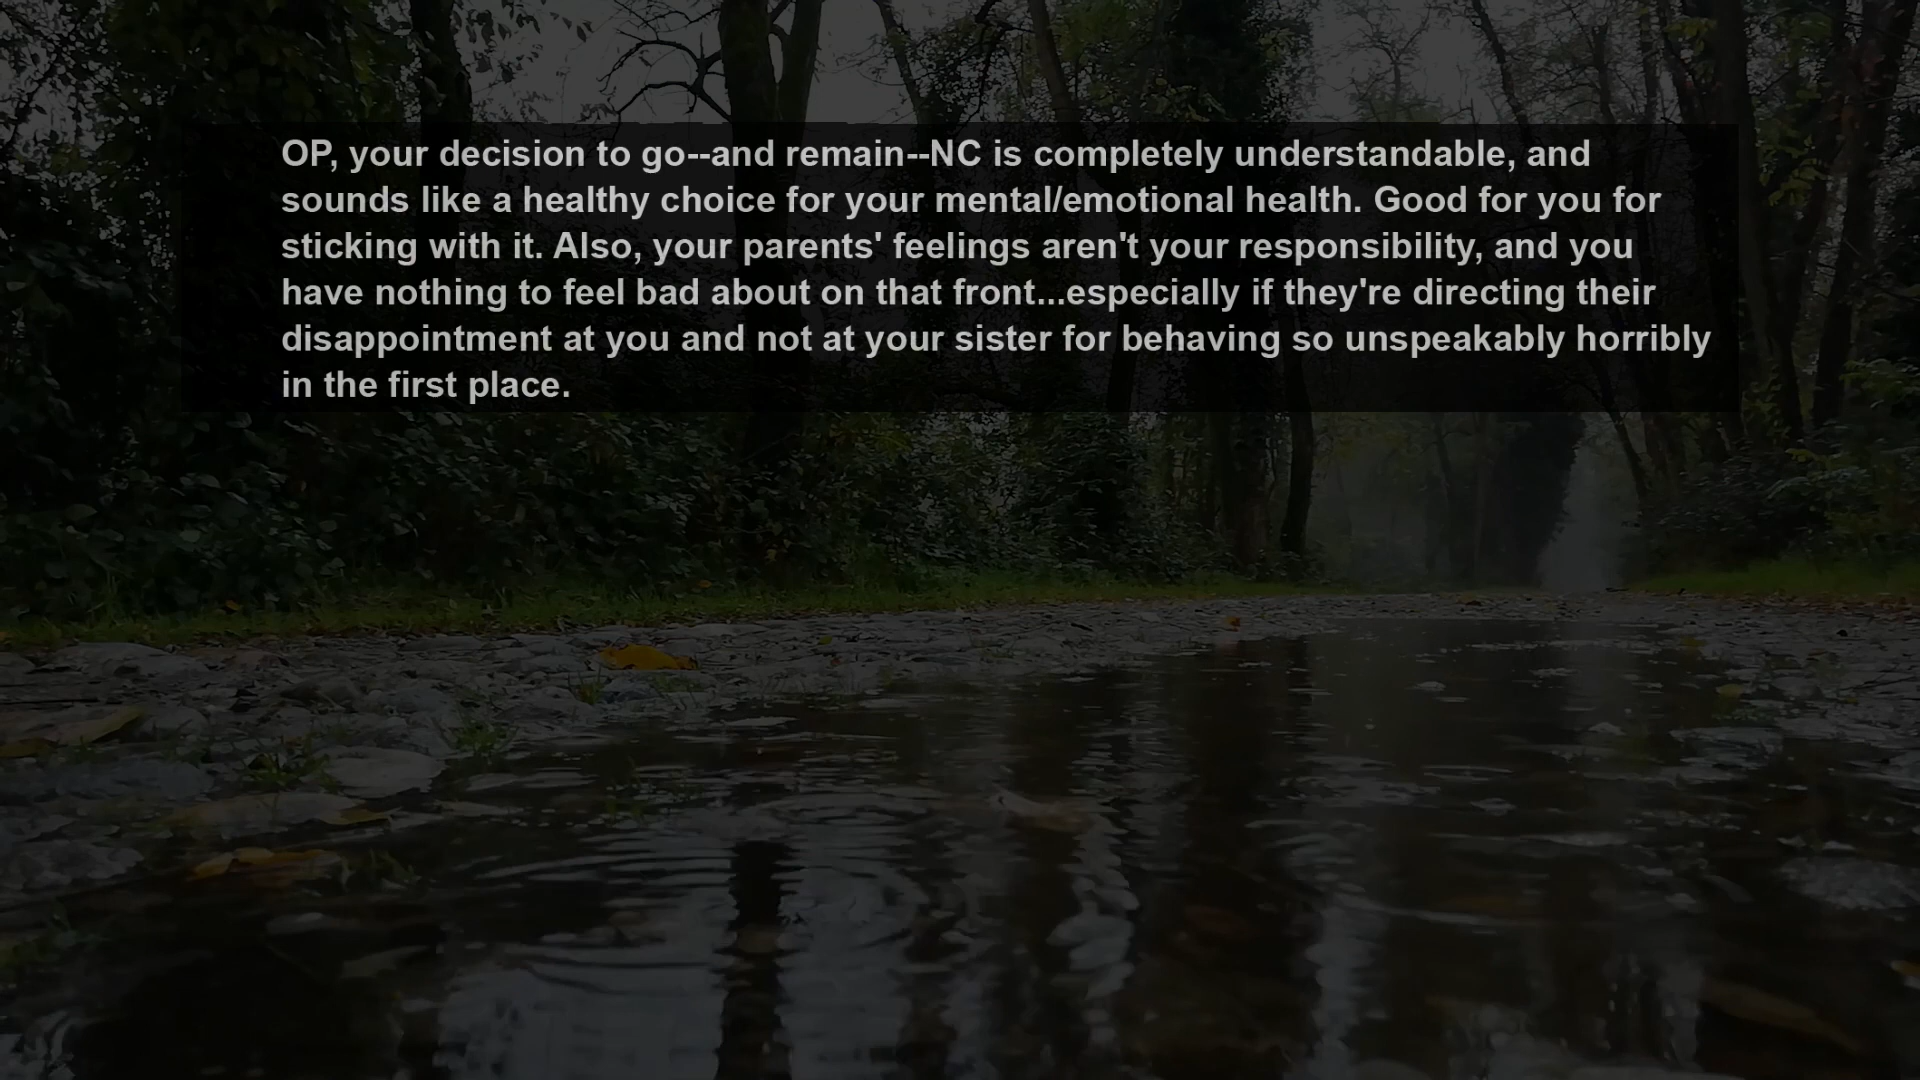 OP, your decision to go--and remain--NC is completely understandable, and
sounds like a healthy choice for your mental/emotional health. Good for you for
sticking with it. Also, your parents' feelings aren't your responsibility, and you
have nothing to feel bad about on that front...especially if they're directing their
disappointment at you and not at your sister for behaving so unspeakably horribly
in the first place.